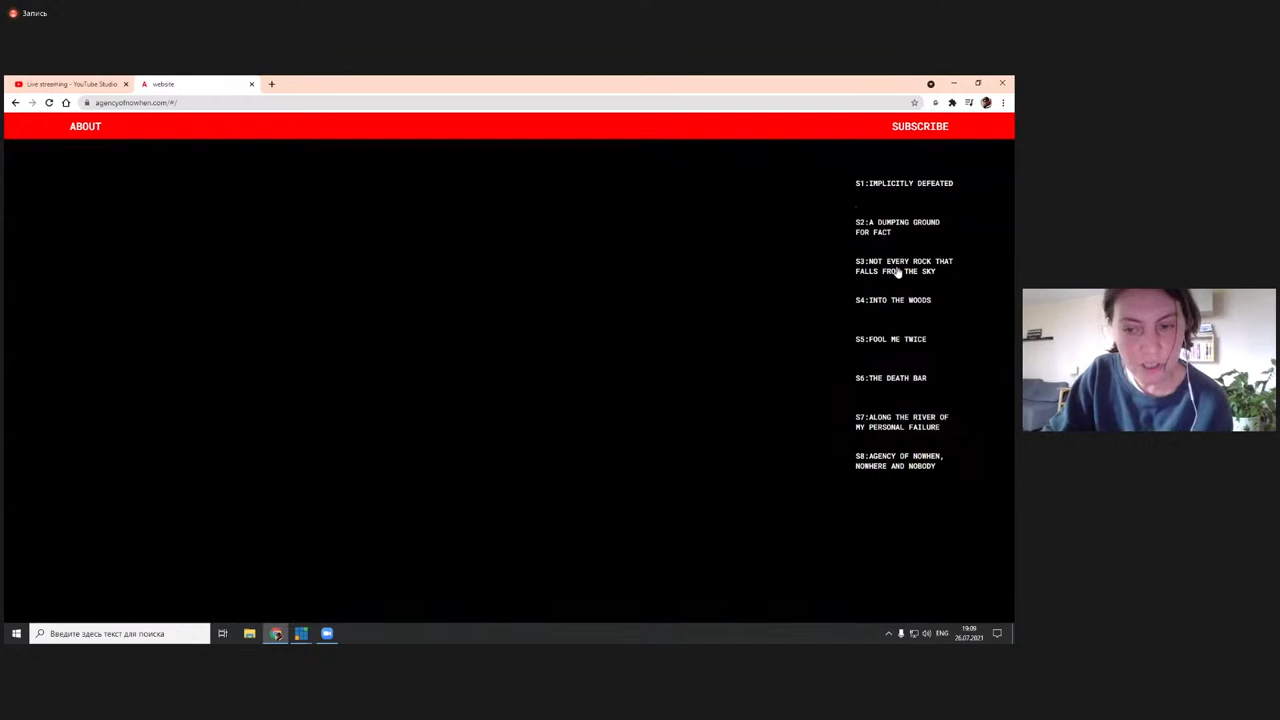 Запись
Live streaming - YouTube Studio
website
agencyofnowhen.com/#/
ABOUT
SUBSCRIBE
S1:IMPLICITLY DEFEATED
S2:A DUMPING GROUND
FOR FACT
S3:NOT EVERY ROCK THAT
FALLS FROM THE SKY
S4:INTO THE WOODS
S5:FOOL ME TWICE
S6:THE DEATH BAR
S7:ALONG THE RIVER OF
MY PERSONAL FAILURE
S8:AGENCY OF NOWHEN,
NOWHERE AND NOBODY
Введите здесь текст для поиска
ENG
19:09
26.07.2021